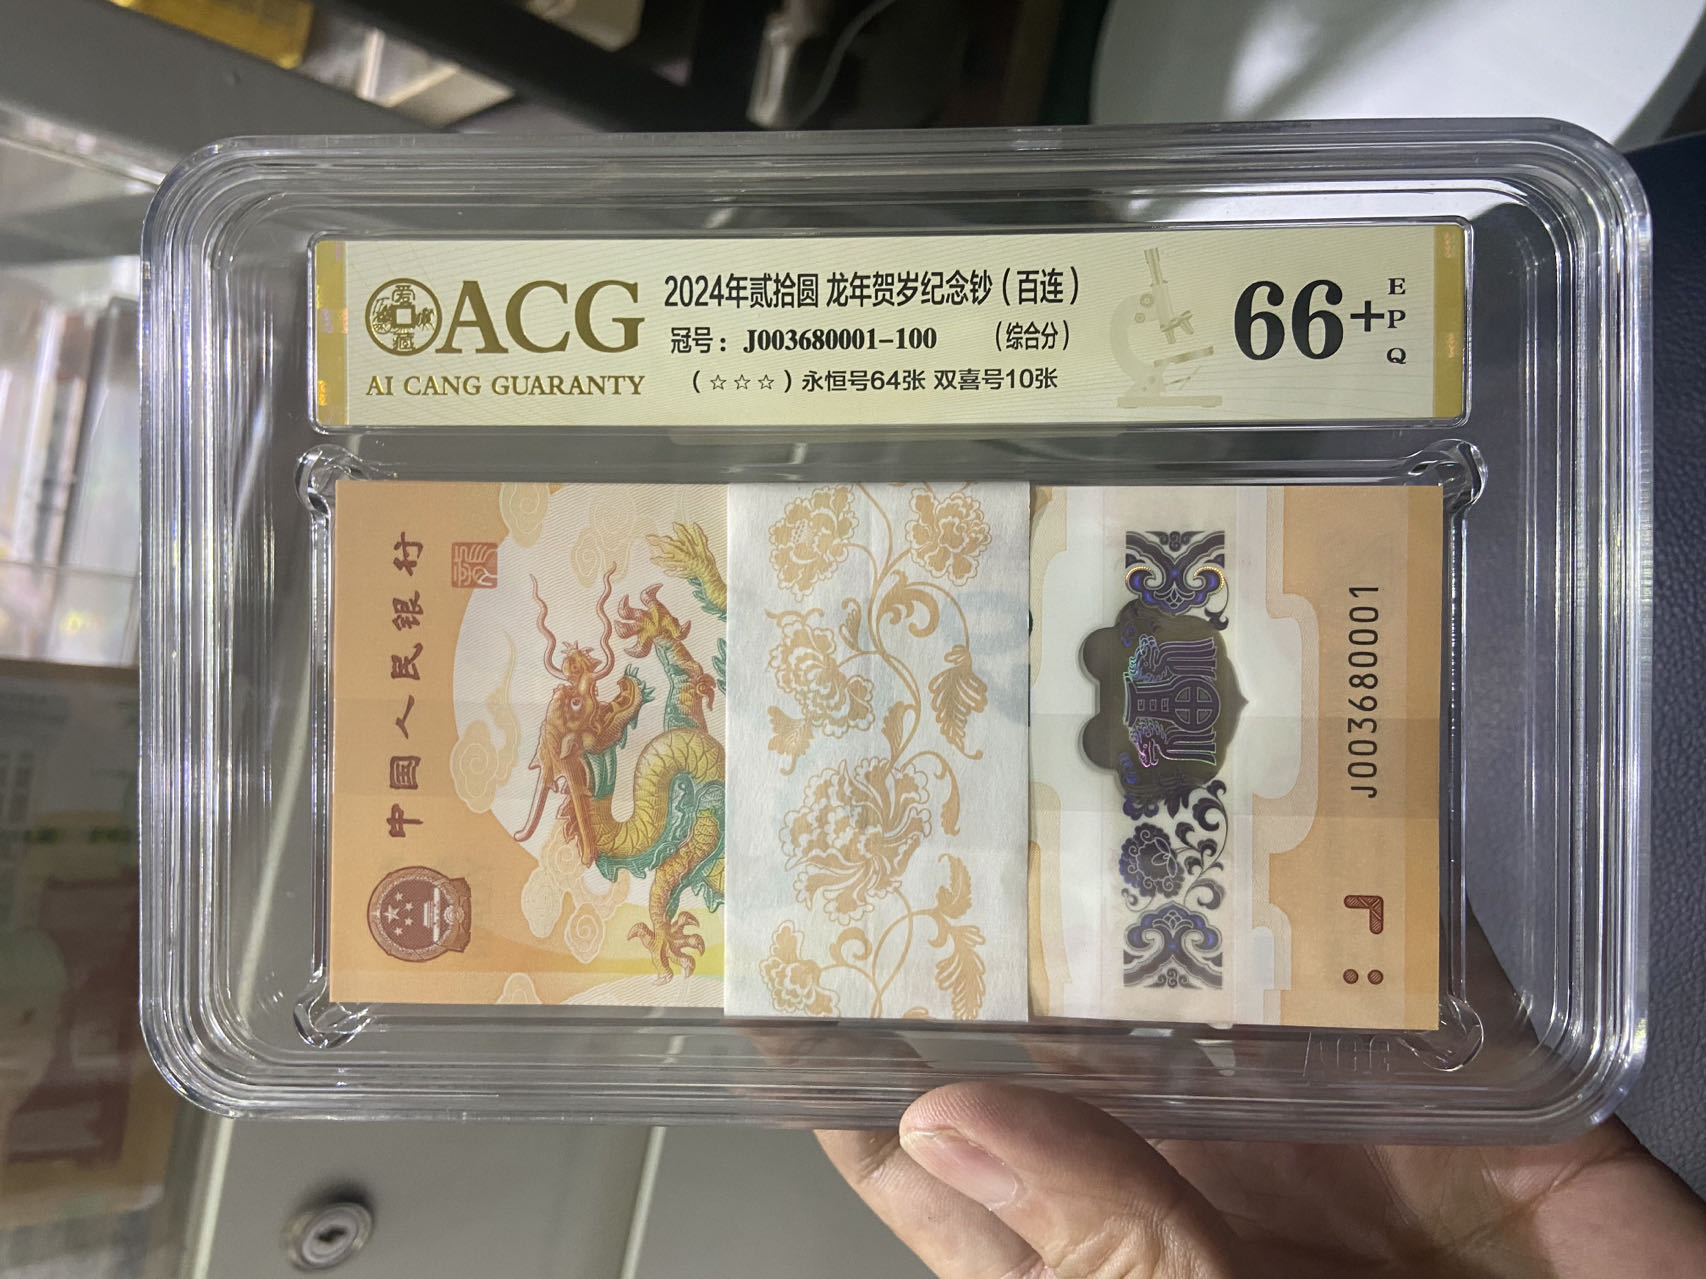 ACG
AI CANG GUARANTY
2024年贰拾圆 龙年贺岁纪念钞(百连)
冠号:J003680001-100 (综合分)
(☆☆☆)永恒号64张 双喜号10张
66+
EPQ
中国人民银行
J003680001